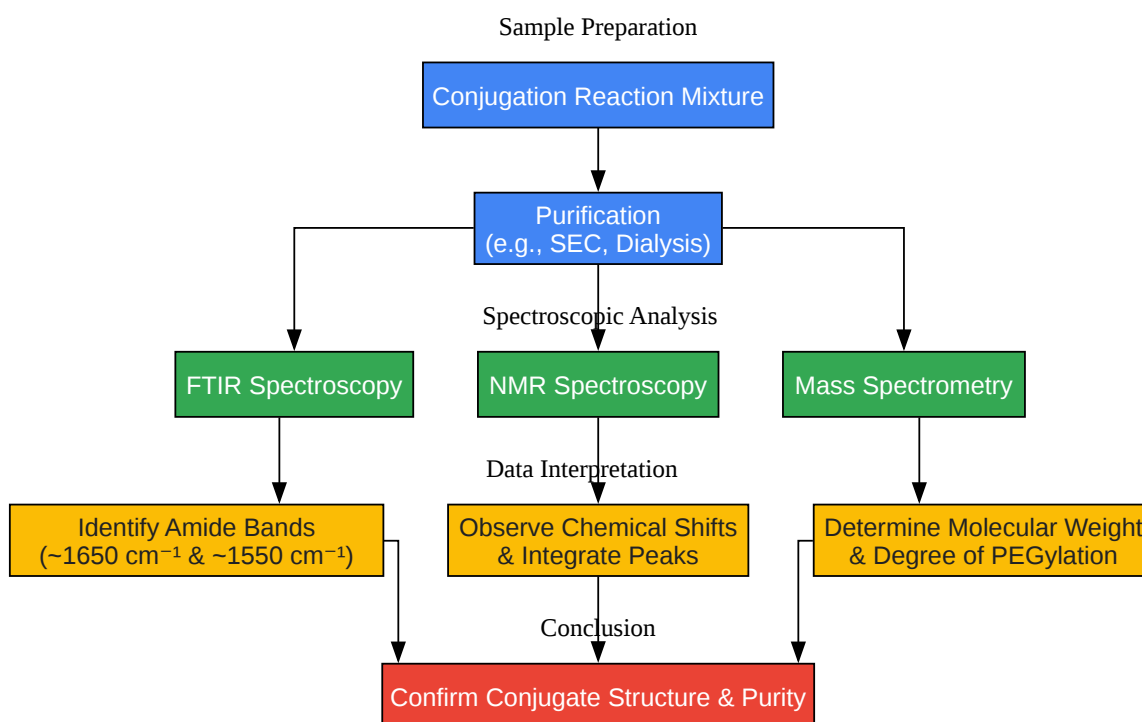 Sample Preparation
Conjugation Reaction Mixture
Purification
(e.g., SEC, Dialysis)
Spectroscopic Analysis
FTIR Spectroscopy
NMR Spectroscopy
Mass Spectrometry
Data Interpretation
Identify Amide Bands
(~1650 cm⁻¹ & ~1550 cm⁻¹)
Observe Chemical Shifts
& Integrate Peaks
Determine Molecular Weight
& Degree of PEGylation
Conclusion
Confirm Conjugate Structure & Purity